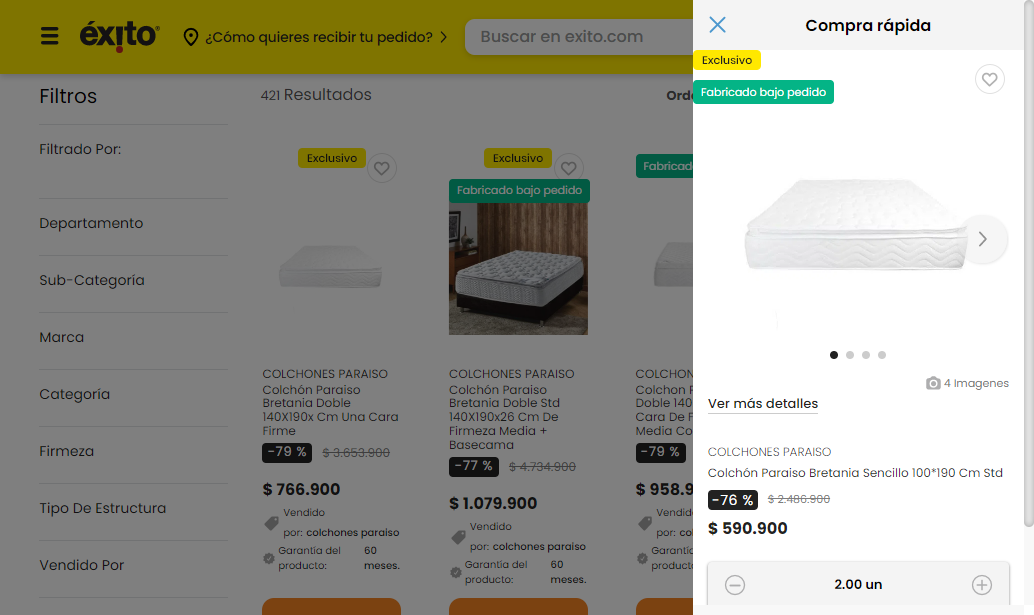 éxito
¿Cómo quieres recibir tu pedido?
Buscar en exito.com
Filtros
Filtrado Por:
Departamento
Sub-Categoría
Marca
Categoría
Firmeza
Tipo De Estructura
Vendido Por
421 Resultados
Orde
Exclusivo
COLCHONES PARAISO
Colchón Paraiso
Bretania Doble
140X190x Cm Una Cara
Firme
-79 % $ 3.653.900
$ 766.900
Vendido
por: colchones paraiso
Garantía del 60
producto: meses.
Exclusivo
Fabricado bajo pedido
COLCHONES PARAISO
Colchón Paraiso
Bretania Doble Std
140X190x26 Cm De
Firmeza Media +
Basecama
-77 % $ 4.734.900
$ 1.079.900
Vendido
por: colchones paraiso
Garantía del 60
producto: meses.
Fabricad
COLCHON
Colchon P
Doble 140
Cara De F
Media Co
-79 %
$ 958.9
Vendido
por: co
Garantí
product
Compra rápida
Exclusivo
Fabricado bajo pedido
4 Imagenes
Ver más detalles
COLCHONES PARAISO
Colchón Paraiso Bretania Sencillo 100*190 Cm Std
-76 % $ 2.486.900
$ 590.900
2.00 un